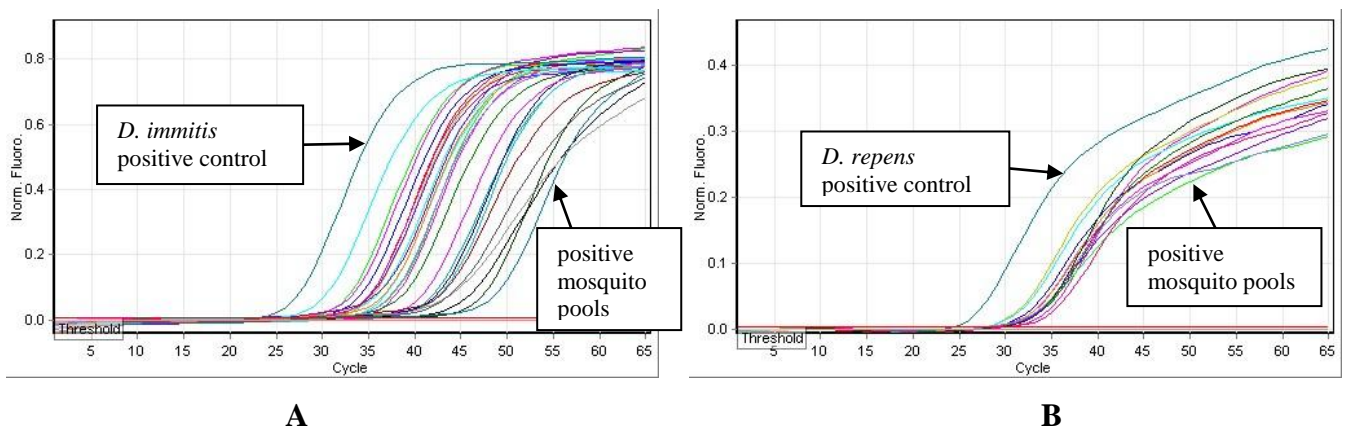 Norm. Fluoro.
0.8
0.6
0.4
0.2
0.0
D. immitis
positive control
positive
mosquito
pools
Threshold
5 10 15 20 25 30 35 40 45 50 55 60 65
Cycle
A
Norm. Fluoro.
0.4
0.3
0.2
0.1
0.0
D. repens
positive control
positive
mosquito pools
Threshold
5 10 15 20 25 30 35 40 45 50 55 60 65
Cycle
B